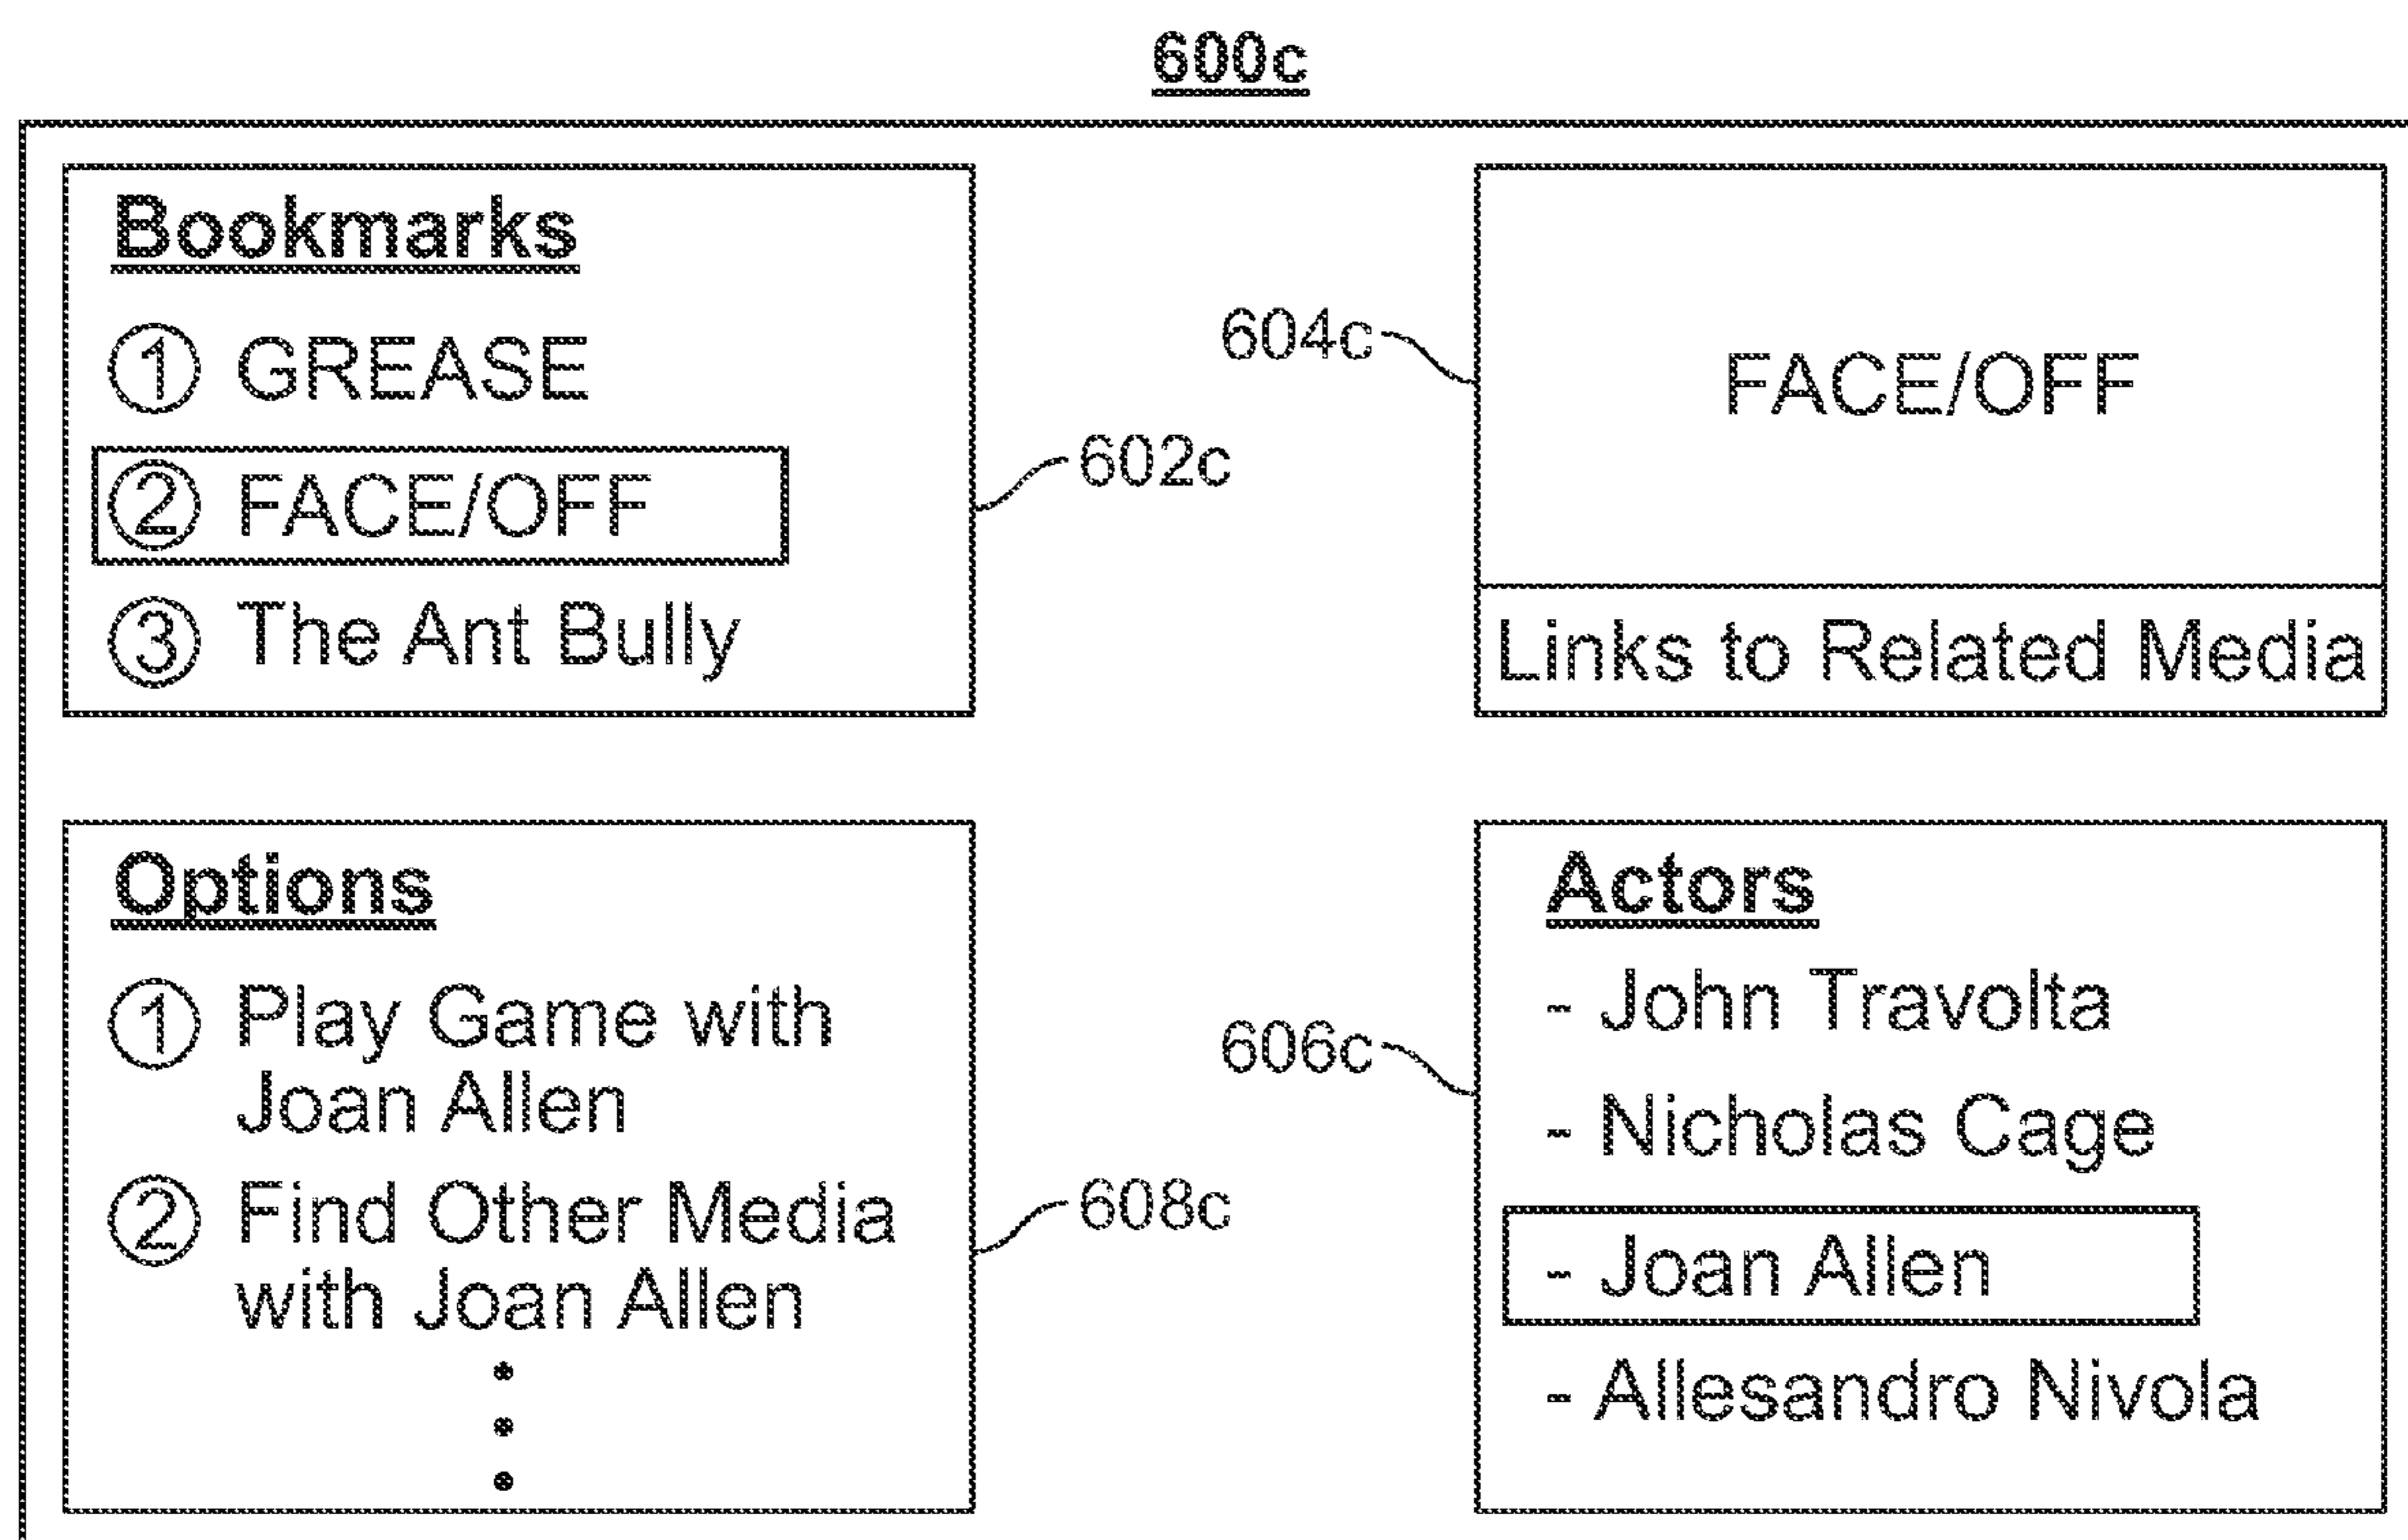 600c
Bookmarks
① GREASE
② FACE/OFF
③ The Ant Bully
602c
604c
FACE/OFF
Links to Related Media
Options
① Play Game with
Joan Allen
② Find Other Media
with Joan Allen
608c
606c
Actors
- John Travolta
- Nicholas Cage
- Joan Allen
- Allesandro Nivola